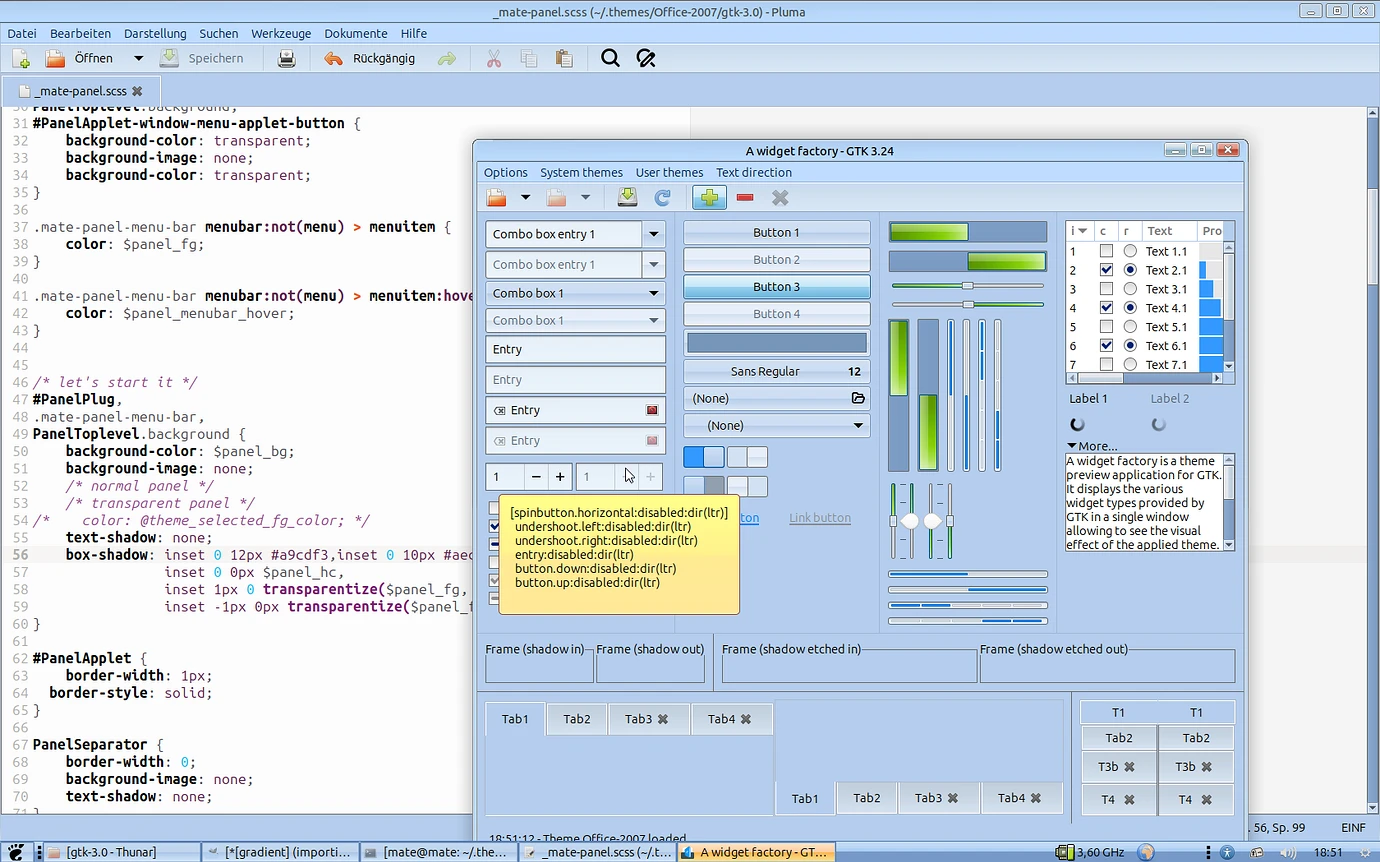 _mate-panel.scss (~/.themes/Office-2007/gtk-3.0) - Pluma
Datei Bearbeiten Darstellung Suchen Werkzeuge Dokumente Hilfe
Öffnen Speichern Rückgängig
_mate-panel.scss
30 PanelToplevel.background,
31 #PanelApplet-window-menu-applet-button {
32 background-color: transparent;
33 background-image: none;
34 background-color: transparent;
35 }
36
37 .mate-panel-menu-bar menubar:not(menu) > menuitem {
38 color: $panel_fg;
39 }
40
41 .mate-panel-menu-bar menubar:not(menu) > menuitem:hove
42 color: $panel_menubar_hover;
43 }
44
45
46 /* let's start it */
47 #PanelPlug,
48 .mate-panel-menu-bar,
49 PanelToplevel.background {
50 background-color: $panel_bg;
51 background-image: none;
52 /* normal panel */
53 /* transparent panel */
54 /* color: @theme_selected_fg_color; */
55 text-shadow: none;
56 box-shadow: inset 0 12px #a9cdf3,inset 0 10px #aec
57 inset 0 0px $panel_hc,
58 inset 1px 0 transparentize($panel_fg,
59 inset -1px 0px transparentize($panel_f
60 }
61
62 #PanelApplet {
63 border-width: 1px;
64 border-style: solid;
65 }
66
67 PanelSeparator {
68 border-width: 0;
69 background-image: none;
70 text-shadow: none;
71 }
A widget factory - GTK 3.24
Options System themes User themes Text direction
Combo box entry 1
Combo box entry 1
Combo box 1
Combo box 1
Entry
Entry
Entry
Entry
1 − + 1 +
[spinbutton.horizontal:disabled:dir(ltr)]
undershoot.left:disabled:dir(ltr)
undershoot.right:disabled:dir(ltr)
entry:disabled:dir(ltr)
button.down:disabled:dir(ltr)
button.up:disabled:dir(ltr)
Button 1
Button 2
Button 3
Button 4
Sans Regular 12
(None)
(None)
Link button
i c r Text Pro
1 Text 1.1
2 Text 2.1
3 Text 3.1
4 Text 4.1
5 Text 5.1
6 Text 6.1
7 Text 7.1
Label 1 Label 2
More...
A widget factory is a theme
preview application for GTK.
It displays the various
widget types provided by
GTK in a single window
allowing to see the visual
effect of the applied theme.
Frame (shadow in) Frame (shadow out) Frame (shadow etched in) Frame (shadow etched out)
Tab1 Tab2 Tab3 Tab4
Tab1 Tab2 Tab3 Tab4
T1 T1
Tab2 Tab2
T3b T3b
T4 T4
18:51:12 - Theme Office-2007 loaded
. 56, Sp. 99 EINF
[gtk-3.0 - Thunar] [*[gradient] (importi... [mate@mate: ~/.the... _mate-panel.scss (~/.t... A widget factory - GT... 3,60 GHz 18:51